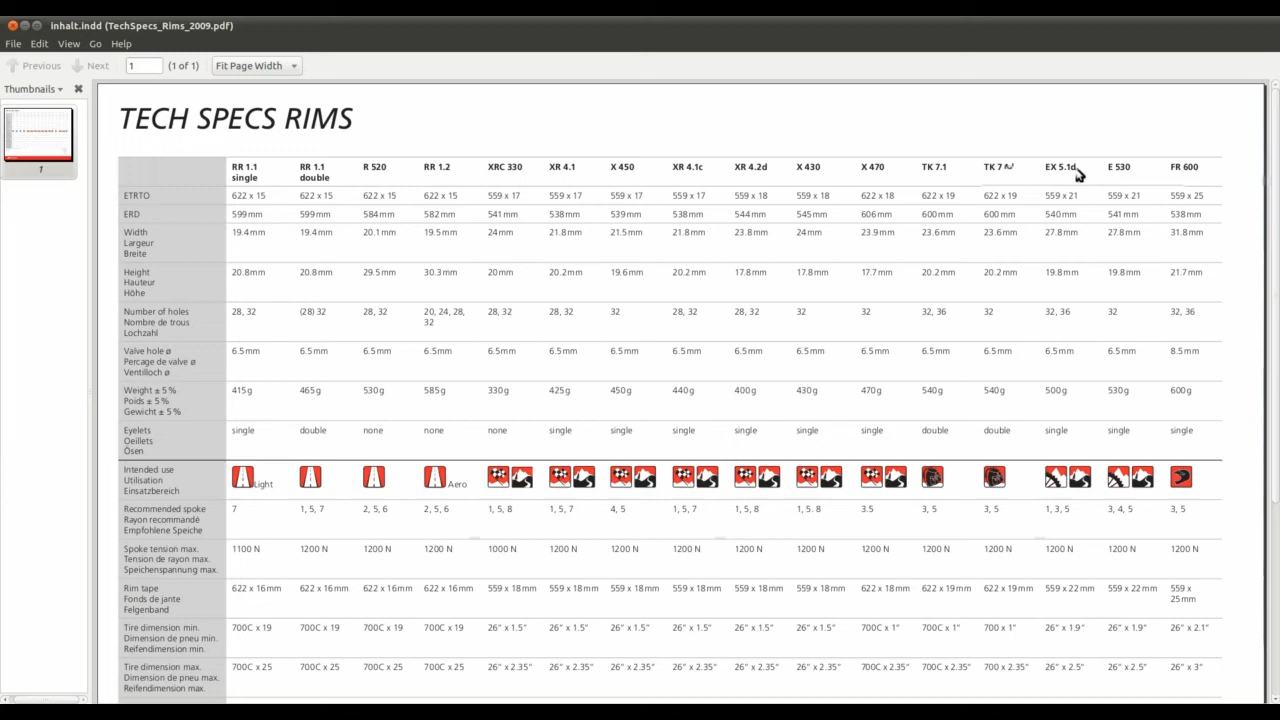 inhalt.indd (TechSpecs_Rims_2009.pdf)
File Edit View Go Help
Previous Next 1 (1 of 1) Fit Page Width
Thumbnails
1
TECH SPECS RIMS
RR 1.1 single RR 1.1 double R 520 RR 1.2 XRC 330 XR 4.1 X 450 XR 4.1c XR 4.2d X 430 X 470 TK 7.1 TK 7 EX 5.1d E 530 FR 600
ETRTO 622 x 15 622 x 15 622 x 15 622 x 15 559 x 17 559 x 17 559 x 17 559 x 17 559 x 18 559 x 18 622 x 18 622 x 19 622 x 19 559 x 21 559 x 21 559 x 25
ERD 599mm 599mm 584mm 582mm 541mm 538mm 539mm 538mm 544mm 545mm 606mm 600mm 600mm 540mm 541mm 538mm
Width 19.4mm 19.4mm 20.1mm 19.5mm 24mm 21.8mm 21.5mm 21.8mm 23.8mm 24mm 23.9mm 23.6mm 23.6mm 27.8mm 27.8mm 31.8mm
Largeur
Breite
Height 20.8mm 20.8mm 29.5mm 30.3mm 20mm 20.2mm 19.6mm 20.2mm 17.8mm 17.8mm 17.7mm 20.2mm 20.2mm 19.8mm 19.8mm 21.7mm
Hauteur
Höhe
Number of holes 28, 32 (28) 32 28, 32 20, 24, 28, 32 28, 32 28, 32 32 28, 32 28, 32 32 32 32, 36 32 32, 36 32 32, 36
Nombre de trous
Lochzahl
Valve hole ø 6.5mm 6.5mm 6.5mm 6.5mm 6.5mm 6.5mm 6.5mm 6.5mm 6.5mm 6.5mm 6.5mm 6.5mm 6.5mm 6.5mm 6.5mm 8.5mm
Percage de valve ø
Ventilloch ø
Weight ± 5 % 415g 465g 530g 585g 330g 425g 450g 440g 400g 430g 470g 540g 540g 500g 530g 600g
Poids ± 5 %
Gewicht ± 5 %
Eyelets single double none none none single single single single single single double double single single single
Oeillets
Ösen
Intended use Light Aero
Utilisation
Einsatzbereich
Recommended spoke 7 1, 5, 7 2, 5, 6 2, 5, 6 1, 5, 8 1, 5, 7 4, 5 1, 5, 7 1, 5, 8 1, 5. 8 3.5 3, 5 3, 5 1, 3, 5 3, 4, 5 3, 5
Rayon recommandé
Empfohlene Speiche
Spoke tension max. 1100 N 1200 N 1200 N 1200 N 1000 N 1200 N 1200 N 1200 N 1200 N 1200 N 1200 N 1200 N 1200 N 1200 N 1200 N 1200 N
Tension de rayon max.
Speichenspannung max.
Rim tape 622 x 16mm 622 x 16mm 622 x 16mm 622 x 16mm 559 x 18mm 559 x 18mm 559 x 18mm 559 x 18mm 559 x 18mm 559 x 18mm 622 x 18mm 622 x 19mm 622 x 19mm 559 x 22mm 559 x 22mm 559 x 25mm
Fonds de jante
Felgenband
Tire dimension min. 700C x 19 700C x 19 700C x 19 700C x 19 26" x 1.5" 26" x 1.5" 26" x 1.5" 26" x 1.5" 26" x 1.5" 26" x 1.5" 700C x 1" 700C x 1" 700 x 1" 26" x 1.9" 26" x 1.9" 26" x 2.1"
Dimension de pneu min.
Reifendimension min.
Tire dimension max. 700C x 25 700C x 25 700C x 25 700C x 25 26" x 2.35" 26" x 2.35" 26" x 2.35" 26" x 2.35" 26" x 2.35" 26" x 2.35" 700C x 2.35" 700C x 2.35" 700 x 2.35" 26" x 2.5" 26" x 2.5" 26" x 3"
Dimension de pneu max.
Reifendimension max.